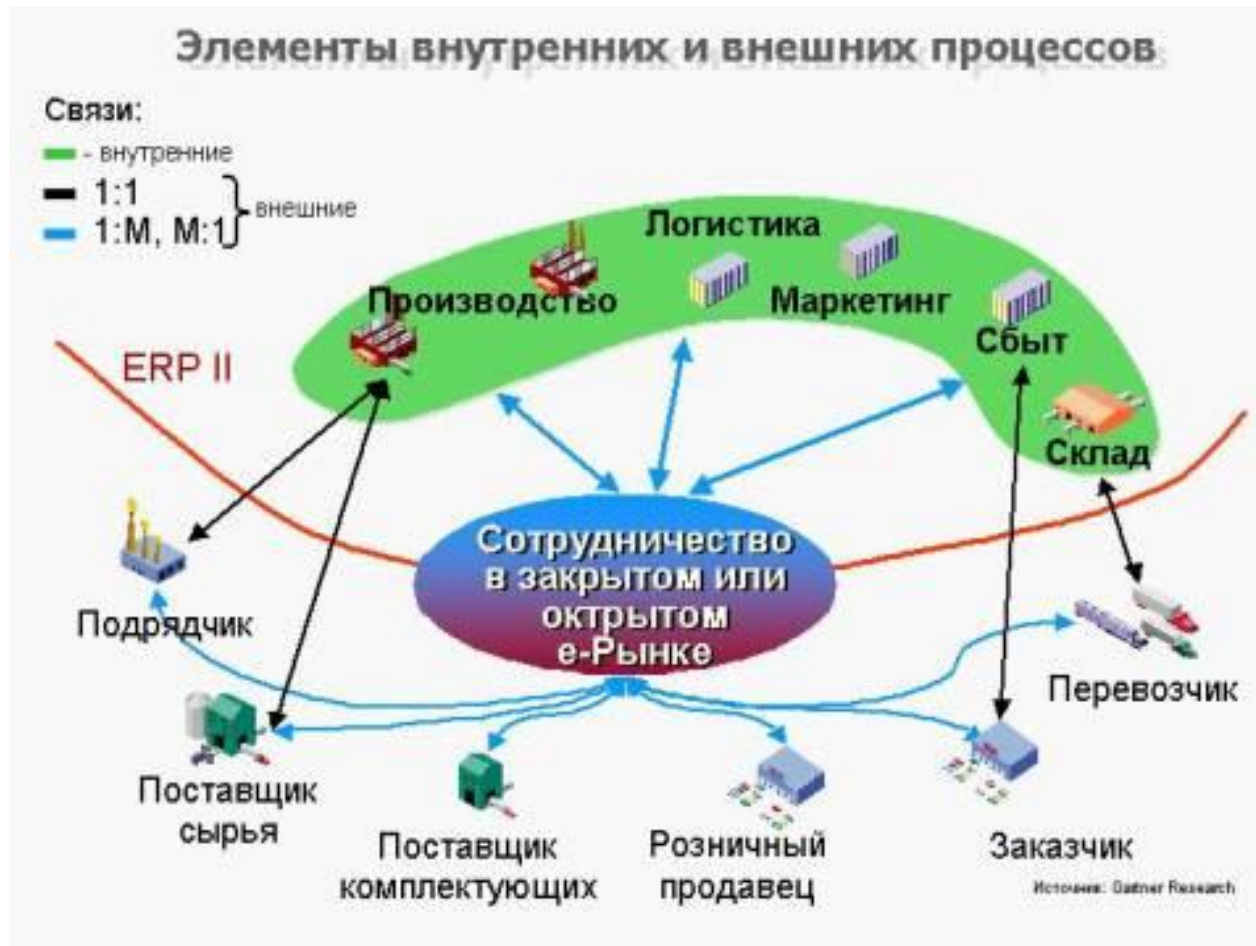 Элементы внутренних и внешних процессов
Связи:
- внутренние
1:1
внешние
1:М, М:1
Логистика
Производство
Маркетинг
Сбыт
ERP II
Склад
Сотрудничество
в закрытом или
октрытом
е-Рынке
Подрядчик
Перевозчик
Поставщик
сырья
Поставщик
комплектующих
Розничный
продавец
Заказчик
Источник: Gartner Research